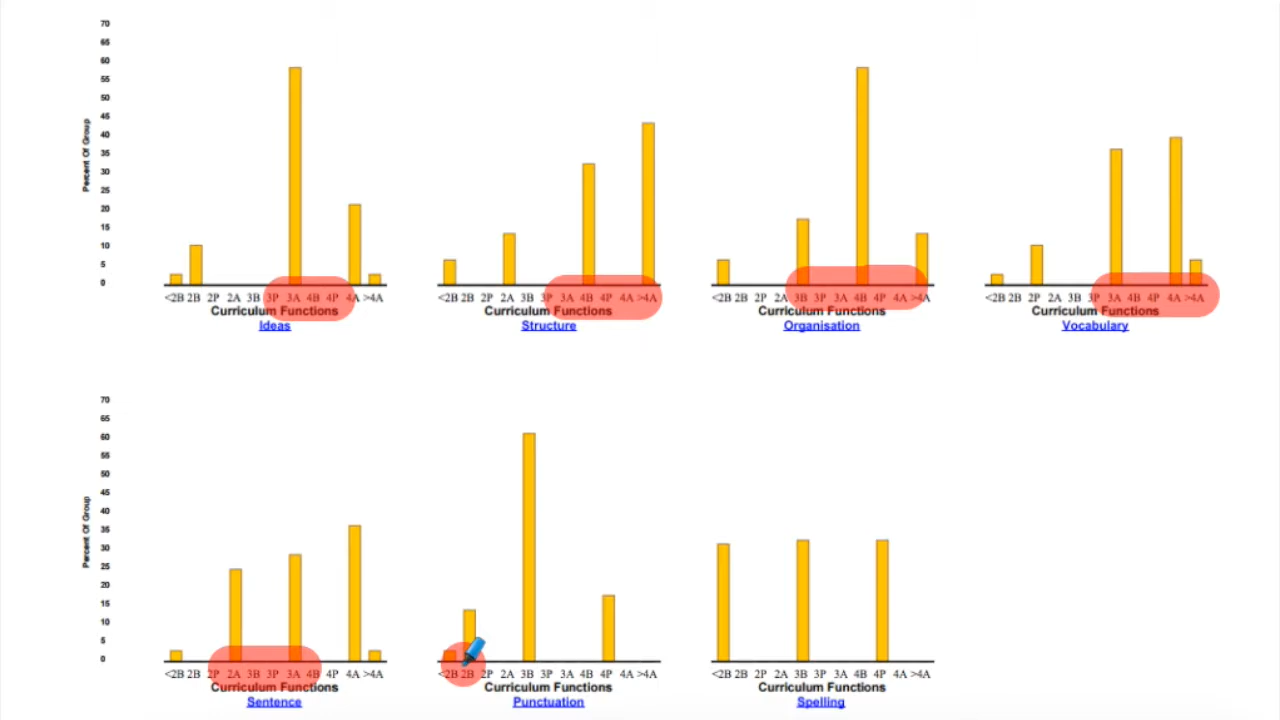 70
65
60
55
50
45
40
35
30
25
20
15
10
5
0
Percent Of Group
<2B 2B 2P 2A 3B 3P 3A 4B 4P 4A >4A
Curriculum Functions
Ideas
<2B 2B 2P 2A 3B 3P 3A 4B 4P 4A >4A
Curriculum Functions
Structure
<2B 2B 2P 2A 3B 3P 3A 4B 4P 4A >4A
Curriculum Functions
Organisation
<2B 2B 2P 2A 3B 3P 3A 4B 4P 4A >4A
Curriculum Functions
Vocabulary
70
65
60
55
50
45
40
35
30
25
20
15
10
5
0
Percent Of Group
<2B 2B 2P 2A 3B 3P 3A 4B 4P 4A >4A
Curriculum Functions
Sentence
<2B 2B 2P 2A 3B 3P 3A 4B 4P 4A >4A
Curriculum Functions
Punctuation
<2B 2B 2P 2A 3B 3P 3A 4B 4P 4A >4A
Curriculum Functions
Spelling